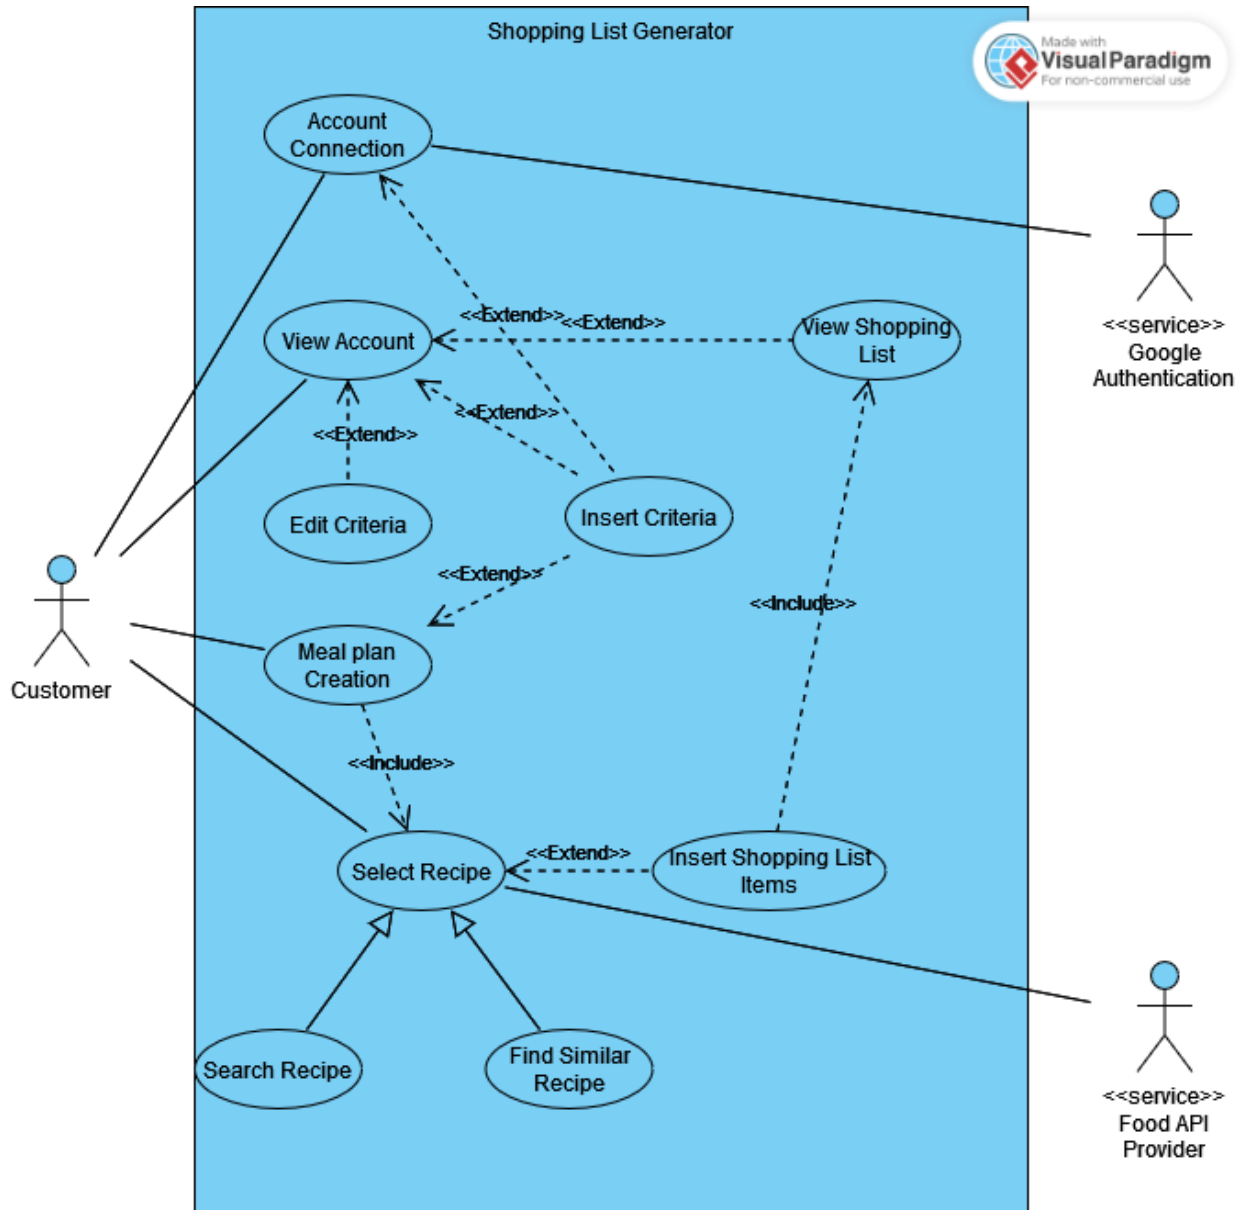 Shopping List Generator
Made with
Visual Paradigm
For non-commercial use
Account
Connection
<<Extend>>
<<Extend>>
View Account
View Shopping
List
<<service>>
Google
Authentication
<<Extend>>
<<Extend>>
Edit Criteria
Insert Criteria
<<Extend>>
<<Include>>
Customer
Meal plan
Creation
<<Include>>
<<Extend>>
Select Recipe
Insert Shopping List
Items
Search Recipe
Find Similar
Recipe
<<service>>
Food API
Provider